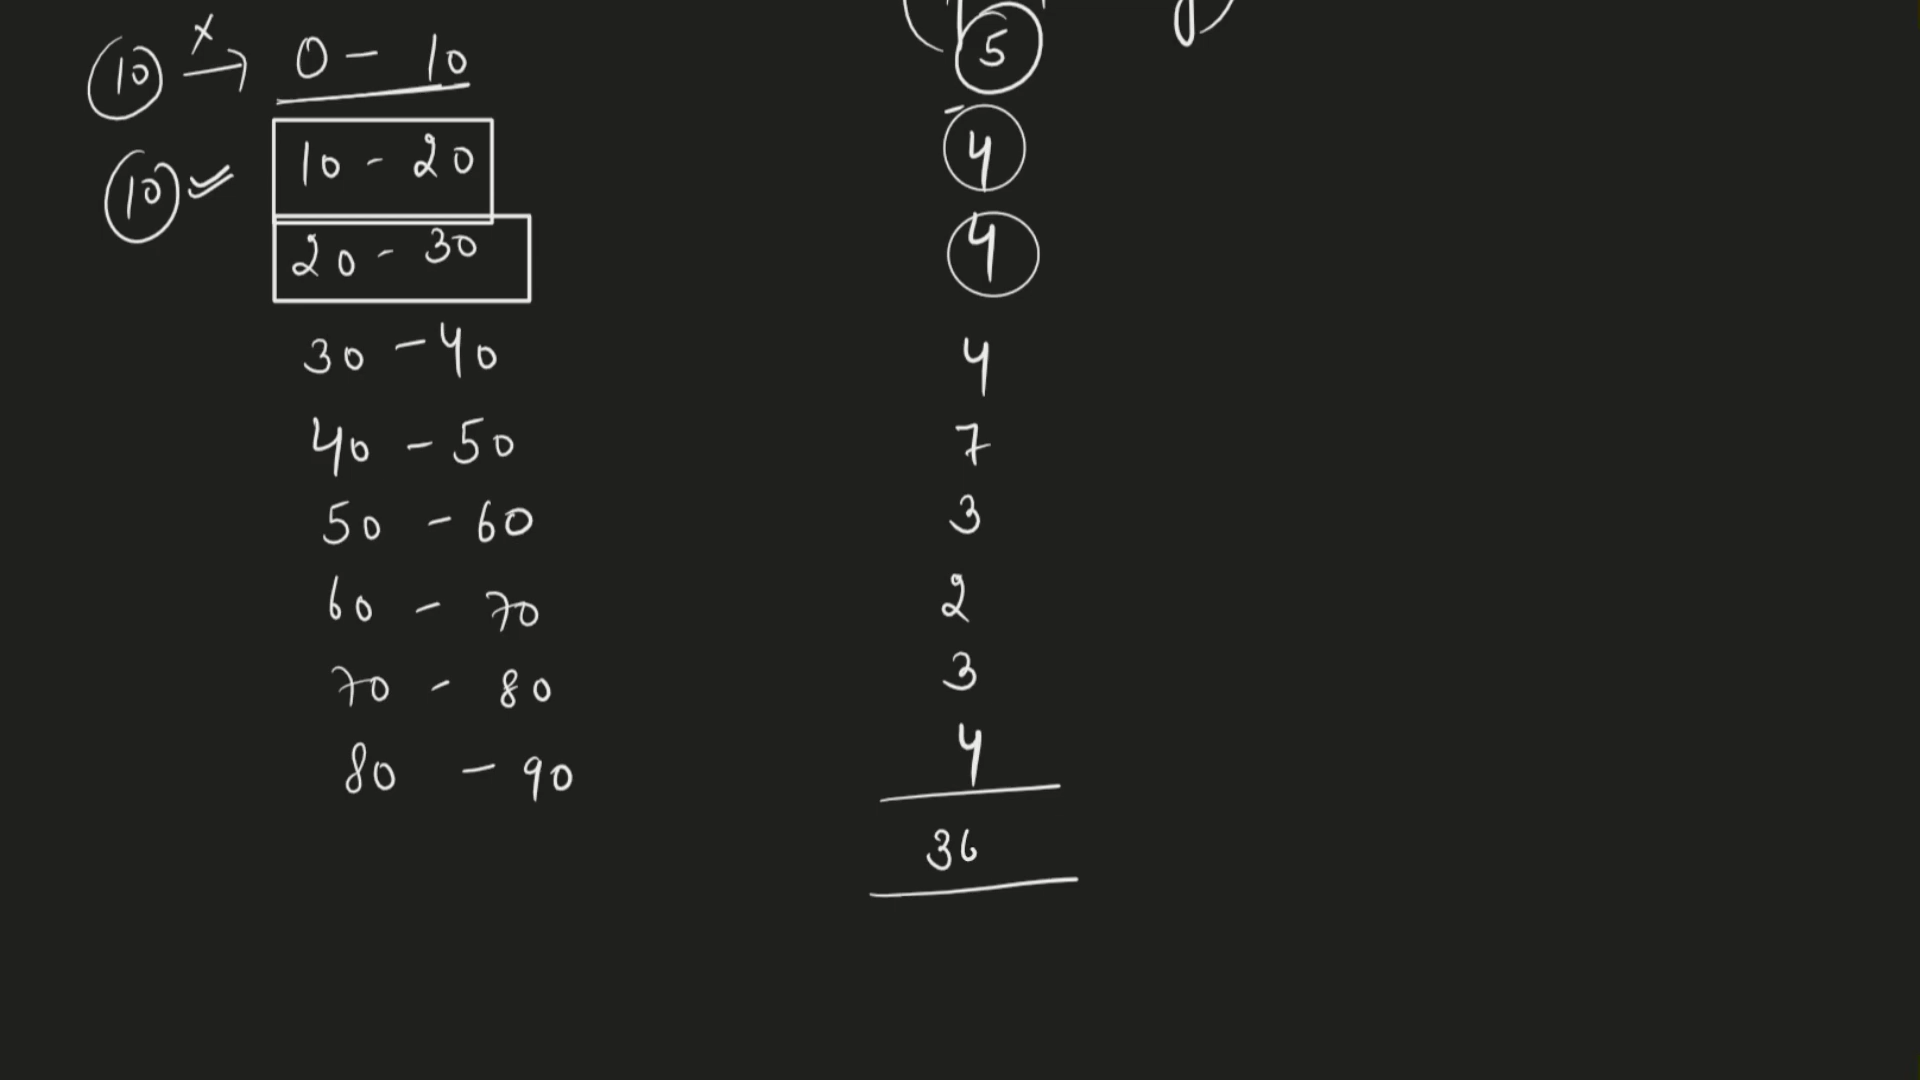 10 x → 0 - 10 5
10 ✓ 10 - 20 4
20 - 30 4
30 - 40 4
40 - 50 7
50 - 60 3
60 - 70 2
70 - 80 3
80 - 90 4
36